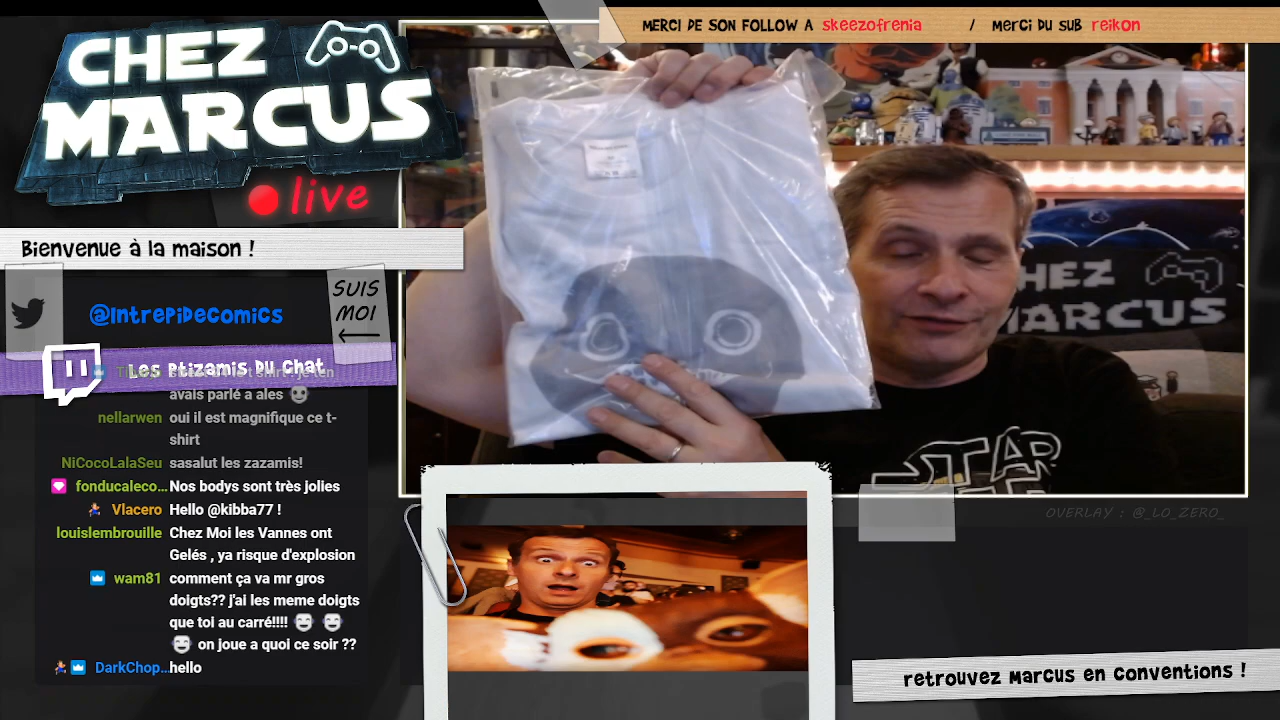 MERCI DE SON FOLLOW A skeezofrenia / merci du sub reikon
CHEZ
MARCUS
live
Bienvenue à la maison !
SUIS
MOI
@IntrepideComics
Les Ptizamis Du Chat
avais parlé a ales
nellarwen oui il est magnifique ce t-
shirt
NiCocoLalaSeu sasalut les zazamis!
fonducaleco... Nos bodys sont très jolies
Vlacero Hello @kibba77 !
louislembrouille Chez Moi les Vannes ont
Gelés , ya risque d'explosion
wam81 comment ça va mr gros
doigts?? j'ai les meme doigts
que toi au carré!!!!
on joue a quoi ce soir ??
DarkChop... hello
CHEZ
MARCUS
STAR
OVERLAY : @_LO_ZERO_
retrouvez Marcus en conventions !